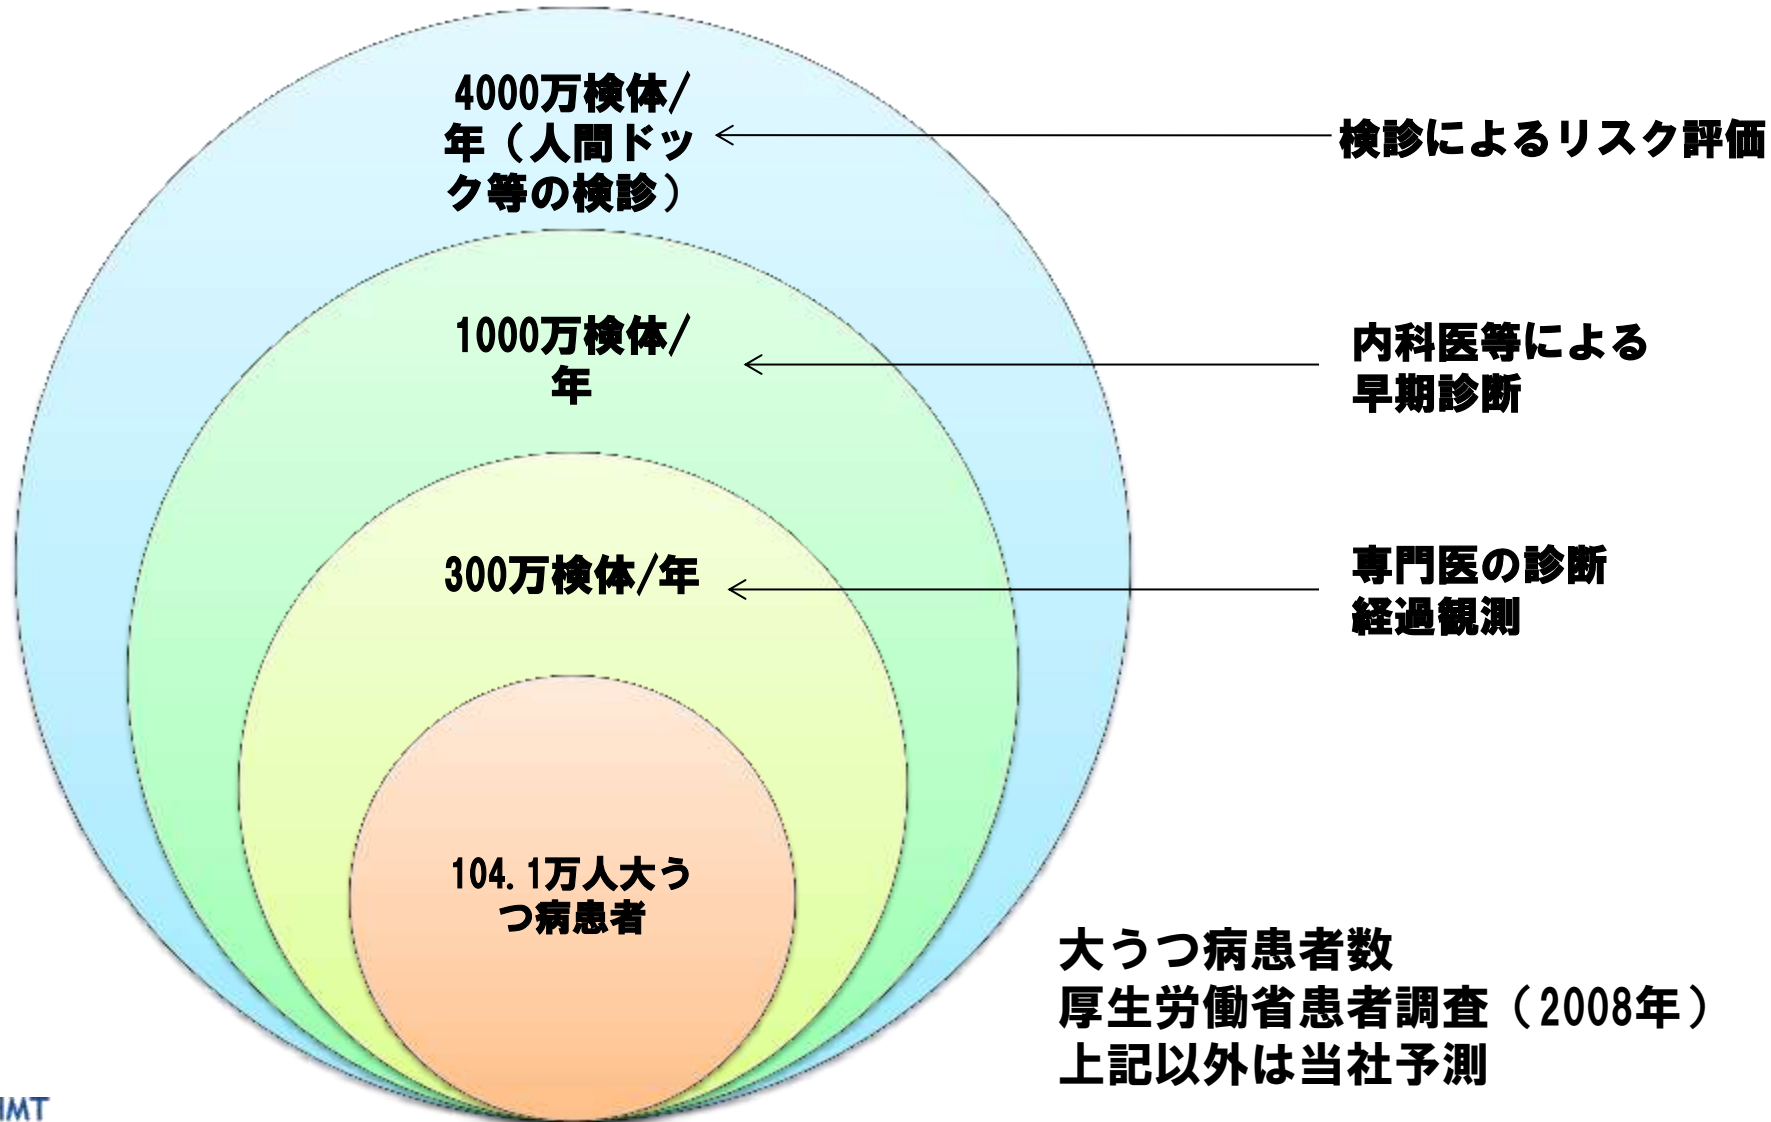 4000万検体/
年（人間ドッ
ク等の検診）
検診によるリスク評価
1000万検体/
年
内科医等による
早期診断
300万検体/年
専門医の診断
経過観測
104.1万人大う
つ病患者
大うつ病患者数
厚生労働省患者調査（2008年）
上記以外は当社予測